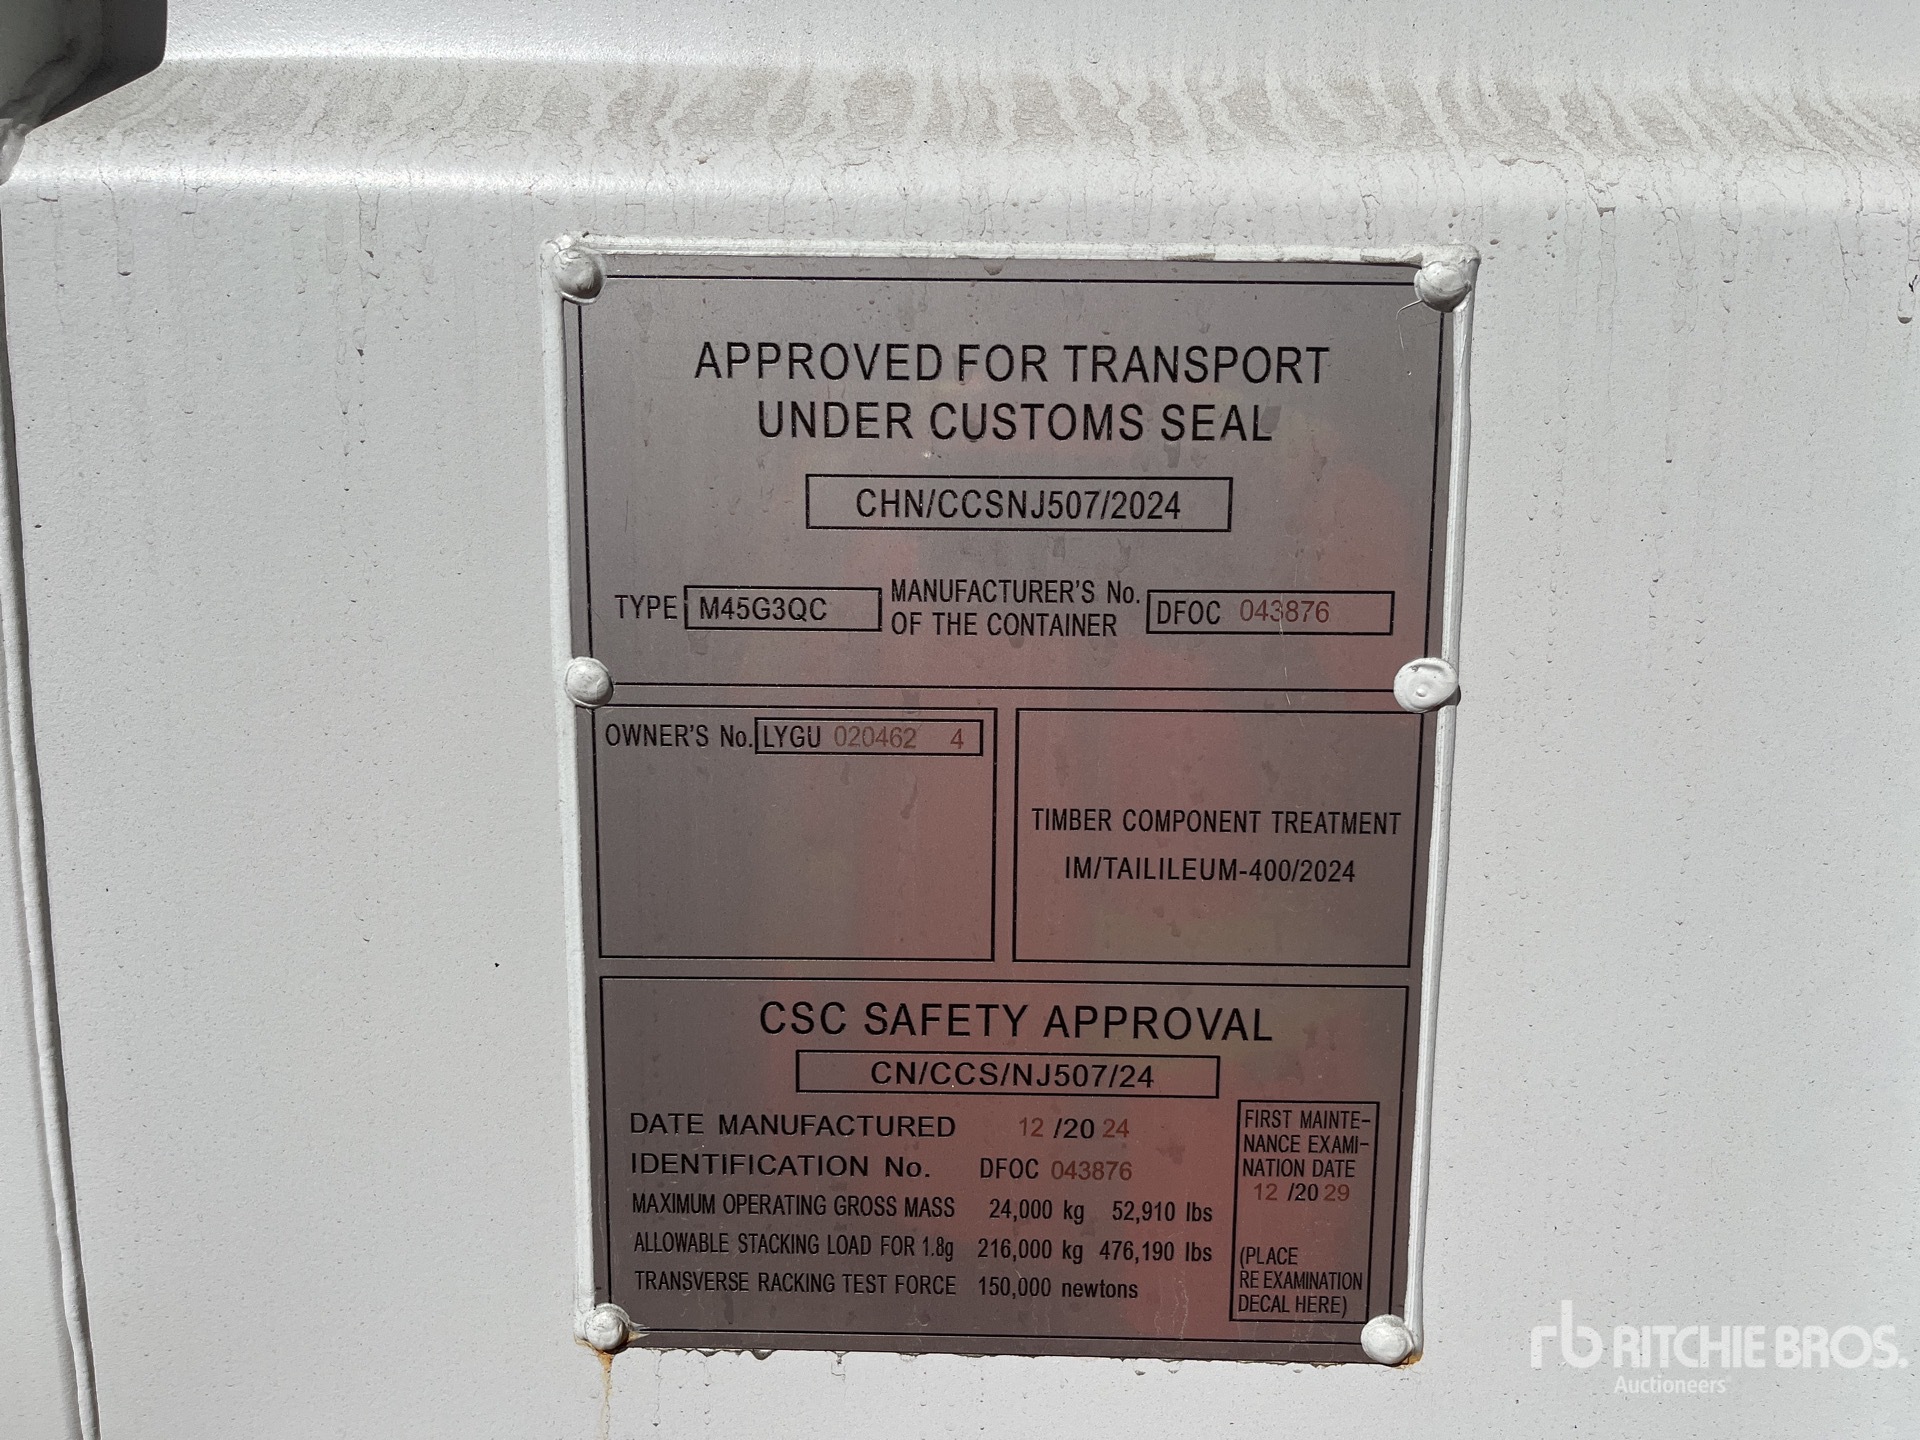 APPROVED FOR TRANSPORT
UNDER CUSTOMS SEAL
CHN/CCSNJ507/2024
TYPE M45G3QC
MANUFACTURER'S No.
OF THE CONTAINER
DFOC 043876
OWNER'S No. LYGU 020462 4
TIMBER COMPONENT TREATMENT
IM/TAILILEUM-400/2024
CSC SAFETY APPROVAL
CN/CCS/NJ507/24
DATE MANUFACTURED 12 /20 24
IDENTIFICATION No. DFOC 043876
MAXIMUM OPERATING GROSS MASS 24,000 kg 52,910 lbs
ALLOWABLE STACKING LOAD FOR 1.8g 216,000 kg 476,190 lbs
TRANSVERSE RACKING TEST FORCE 150,000 newtons
FIRST MAINTE-
NANCE EXAMI-
NATION DATE
12 /20 29
(PLACE
RE EXAMINATION
DECAL HERE)
rb RITCHIE BROS.
Auctioneers